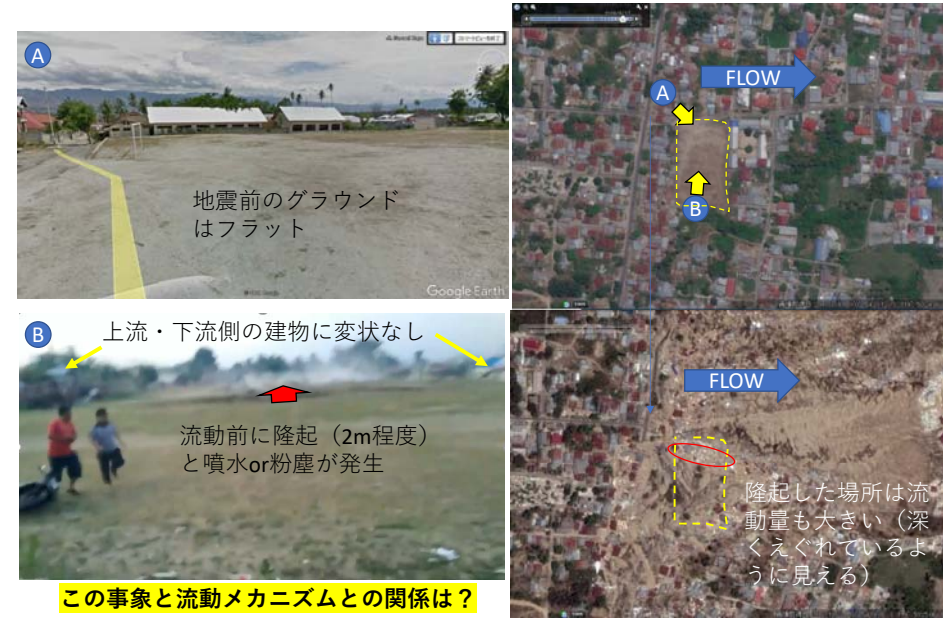 A
地震前のグラウンド
はフラット
Google Earth
B
上流・下流側の建物に変状なし
流動前に隆起（2m程度）
と噴水or粉塵が発生
この事象と流動メカニズムとの関係は？
FLOW
A
B
FLOW
隆起した場所は流
動量も大きい（深
くえぐれているよ
うに見える）